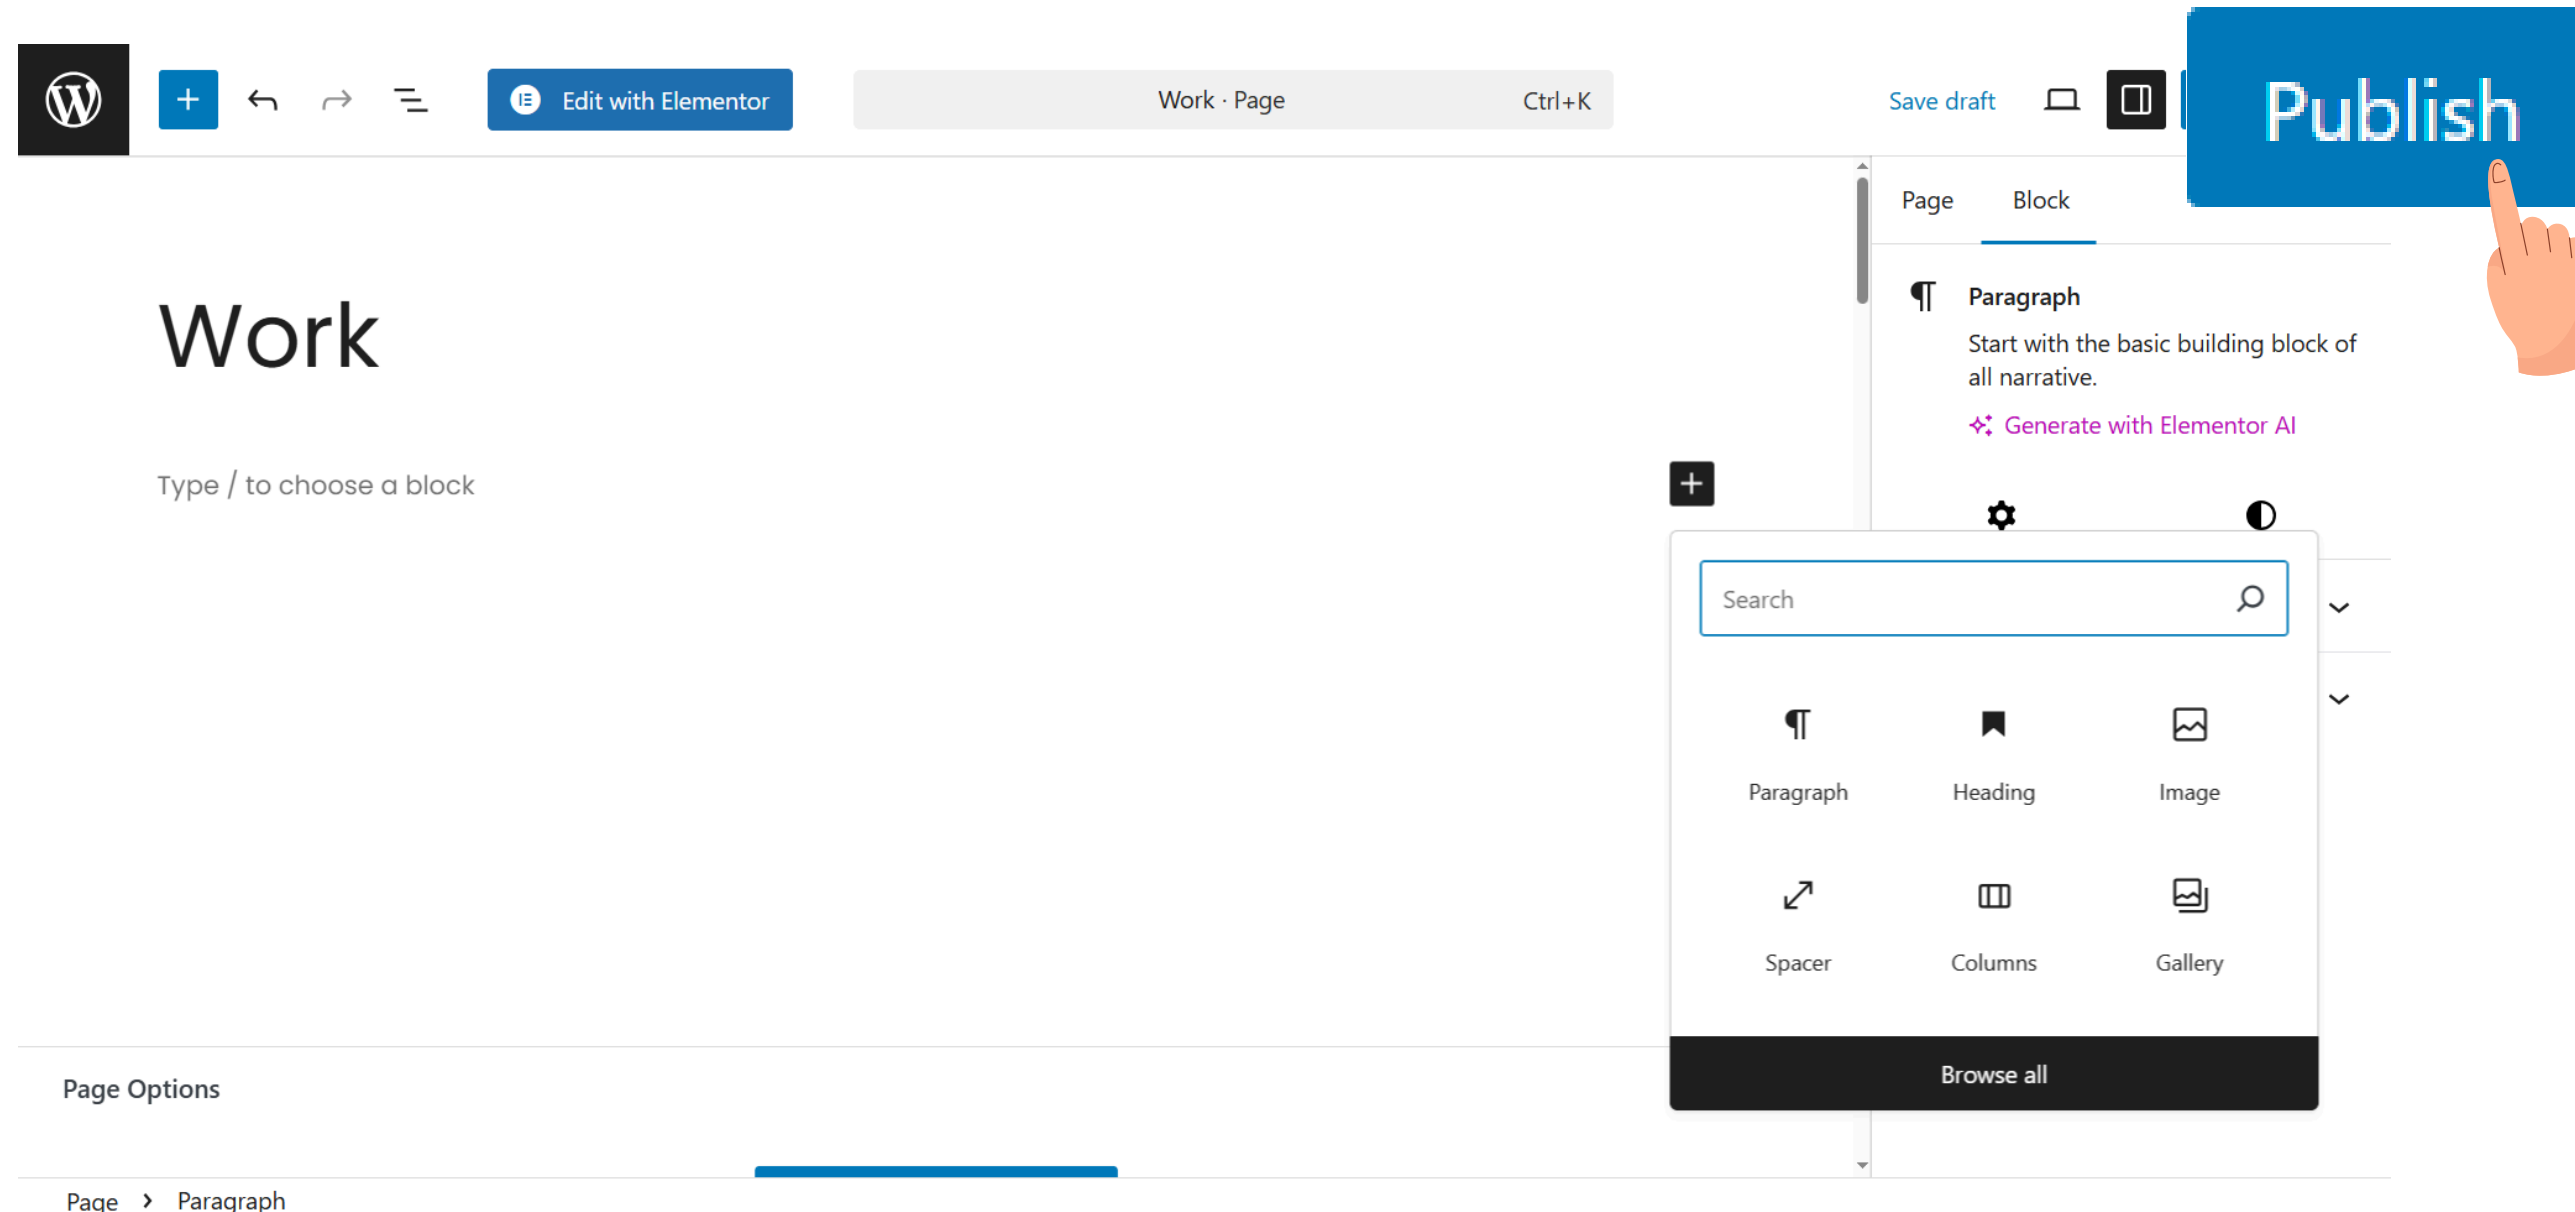 Edit with Elementor
Work · Page
Ctrl+K
Save draft
Publish
Page
Block
Work
Paragraph
Start with the basic building block of
all narrative.
Generate with Elementor AI
Type / to choose a block
Search
Paragraph
Heading
Image
Spacer
Columns
Gallery
Browse all
Page Options
Page > Paragraph